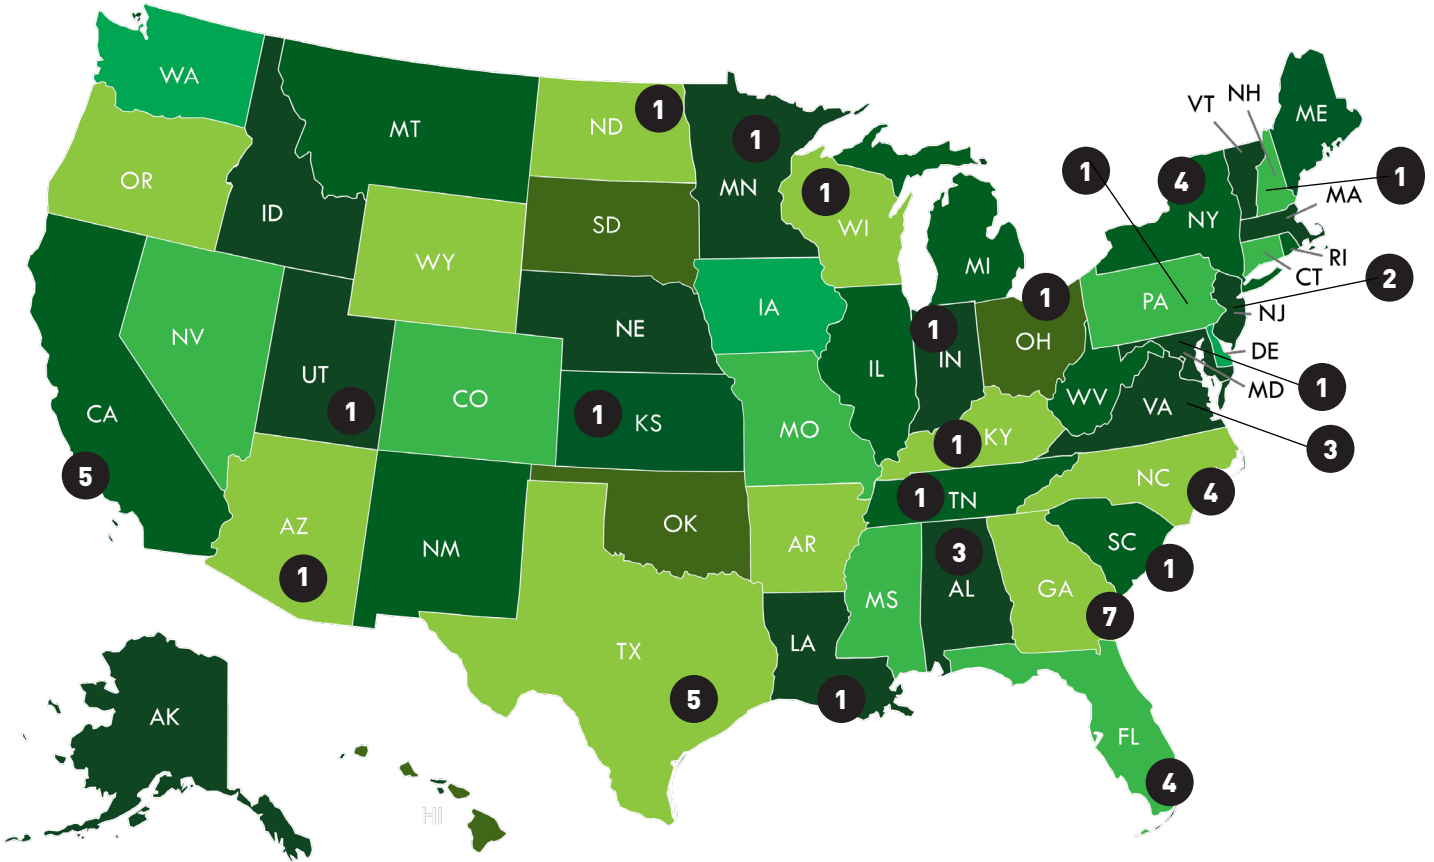 WA
MT
ND
1
MN
1
OR
ID
SD
WI
1
MI
WY
NE
IA
NV
UT
1
CO
KS
1
MO
IL
IN
1
OH
1
CA
5
AZ
1
NM
OK
AR
TX
5
LA
1
MS
AL
3
GA
7
FL
4
SC
1
NC
4
TN
1
KY
1
WV
VA
3
PA
1
NY
4
VT
NH
ME
1
MA
RI
CT
2
NJ
DE
MD
1
AK
HI